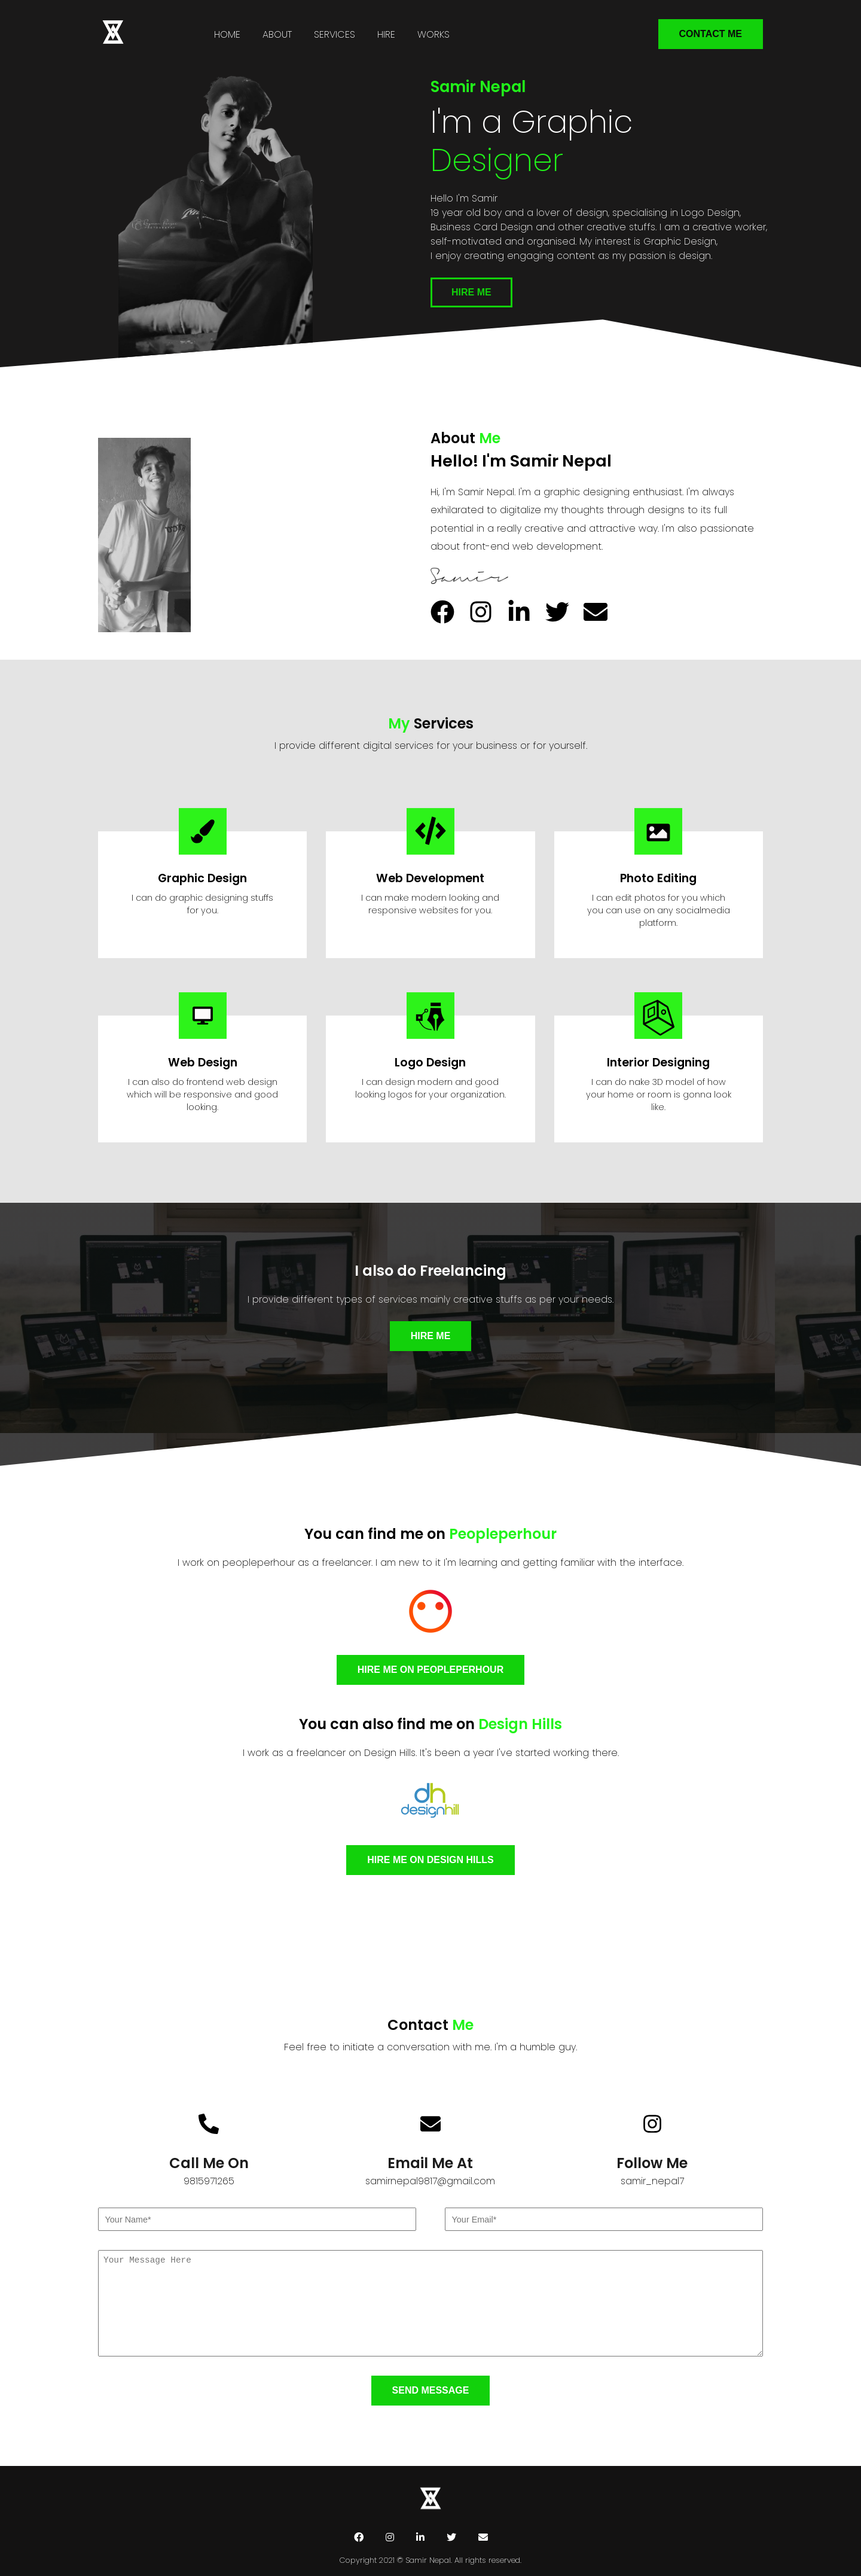 HOME ABOUT SERVICES HIRE WORKS CONTACT ME
Samir Nepal
I'm a Graphic
Designer
Hello I'm Samir
19 year old boy and a lover of design, specialising in Logo Design,
Business Card Design and other creative stuffs. I am a creative worker,
self-motivated and organised. My interest is Graphic Design,
I enjoy creating engaging content as my passion is design.
HIRE ME
About Me
Hello! I'm Samir Nepal
Hi, I'm Samir Nepal. I'm a graphic designing enthusiast. I'm always
exhilarated to digitalize my thoughts through designs to its full
potential in a really creative and attractive way. I'm also passionate
about front-end web development.
Samir
My Services
I provide different digital services for your business or for yourself.
Graphic Design
I can do graphic designing stuffs
for you.
Web Development
I can make modern looking and
responsive websites for you.
Photo Editing
I can edit photos for you which
you can use on any socialmedia
platform.
Web Design
I can also do frontend web design
which will be responsive and good
looking.
Logo Design
I can design modern and good
looking logos for your organization.
Interior Designing
I can do nake 3D model of how
your home or room is gonna look
like.
I also do Freelancing
I provide different types of services mainly creative stuffs as per your needs.
HIRE ME
You can find me on Peopleperhour
I work on peopleperhour as a freelancer. I am new to it I'm learning and getting familiar with the interface.
HIRE ME ON PEOPLEPERHOUR
You can also find me on Design Hills
I work as a freelancer on Design Hills. It's been a year I've started working there.
dh
designhill
HIRE ME ON DESIGN HILLS
Contact Me
Feel free to initiate a conversation with me. I'm a humble guy.
Call Me On
9815971265
Email Me At
samirnepal9817@gmail.com
Follow Me
samir_nepal7
Your Name*
Your Email*
Your Message Here
SEND MESSAGE
Copyright 2021 © Samir Nepal. All rights reserved.